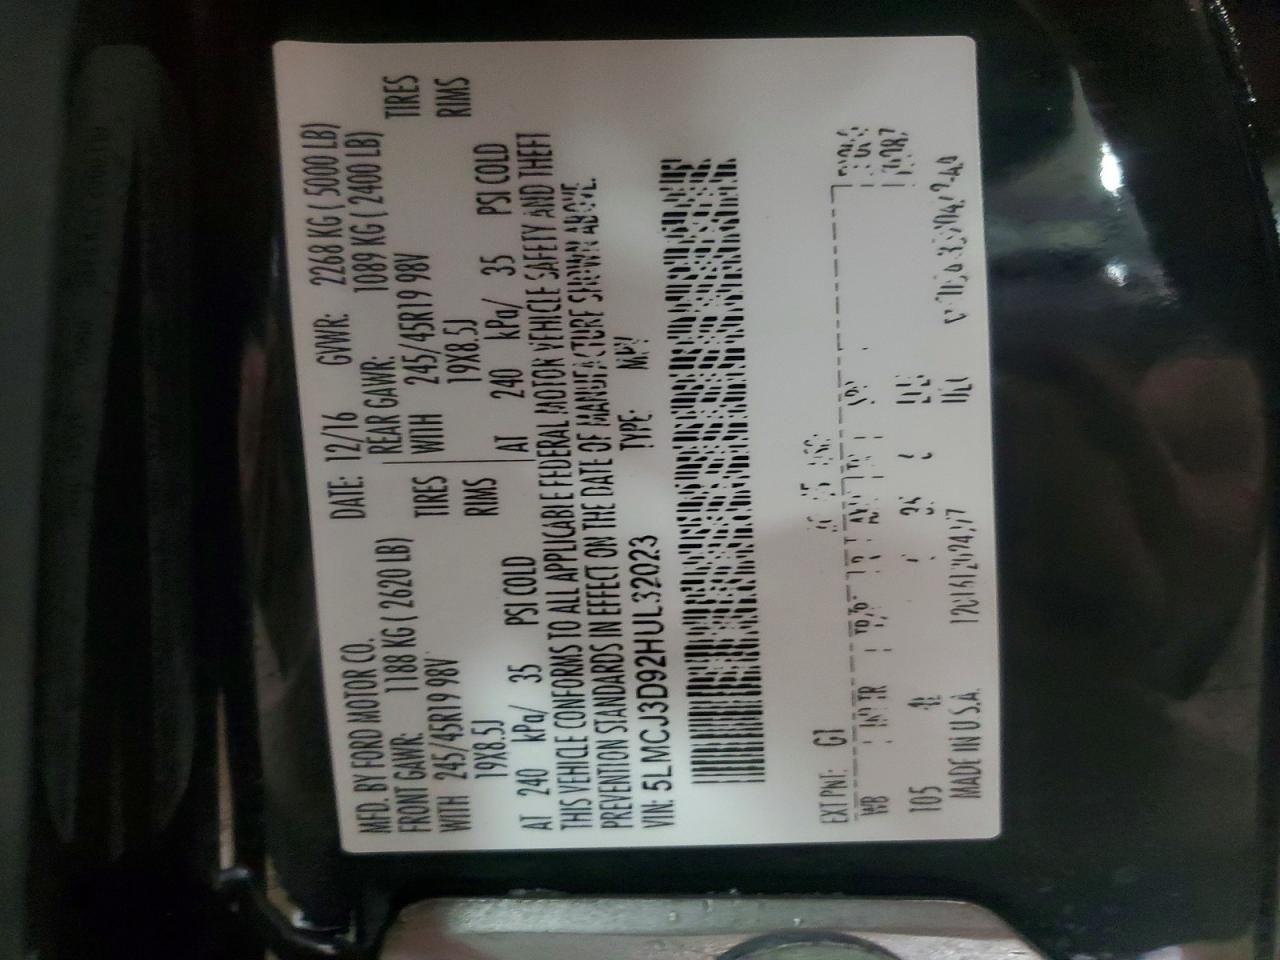 MFD. BY FORD MOTOR CO. DATE: 12/16 GVWR: 2268 KG ( 5000 LB)
FRONT GAWR: 1188 KG ( 2620 LB) REAR GAWR: 1089 KG ( 2400 LB)
WITH 245/45R19 98V TIRES WITH 245/45R19 98V TIRES
19X8.5J RIMS 19X8.5J RIMS
AT 240 kPa/ 35 PSI COLD AT 240 kPa/ 35 PSI COLD
THIS VEHICLE CONFORMS TO ALL APPLICABLE FEDERAL MOTOR VEHICLE SAFETY AND THEFT
PREVENTION STANDARDS IN EFFECT ON THE DATE OF MANUFACTURE SHOWN ABOVE.
VIN: 5LMCJ3D92HUL32023 TYPE: MPV
EXT PNT: G1
WB
105
MADE IN U.S.A.